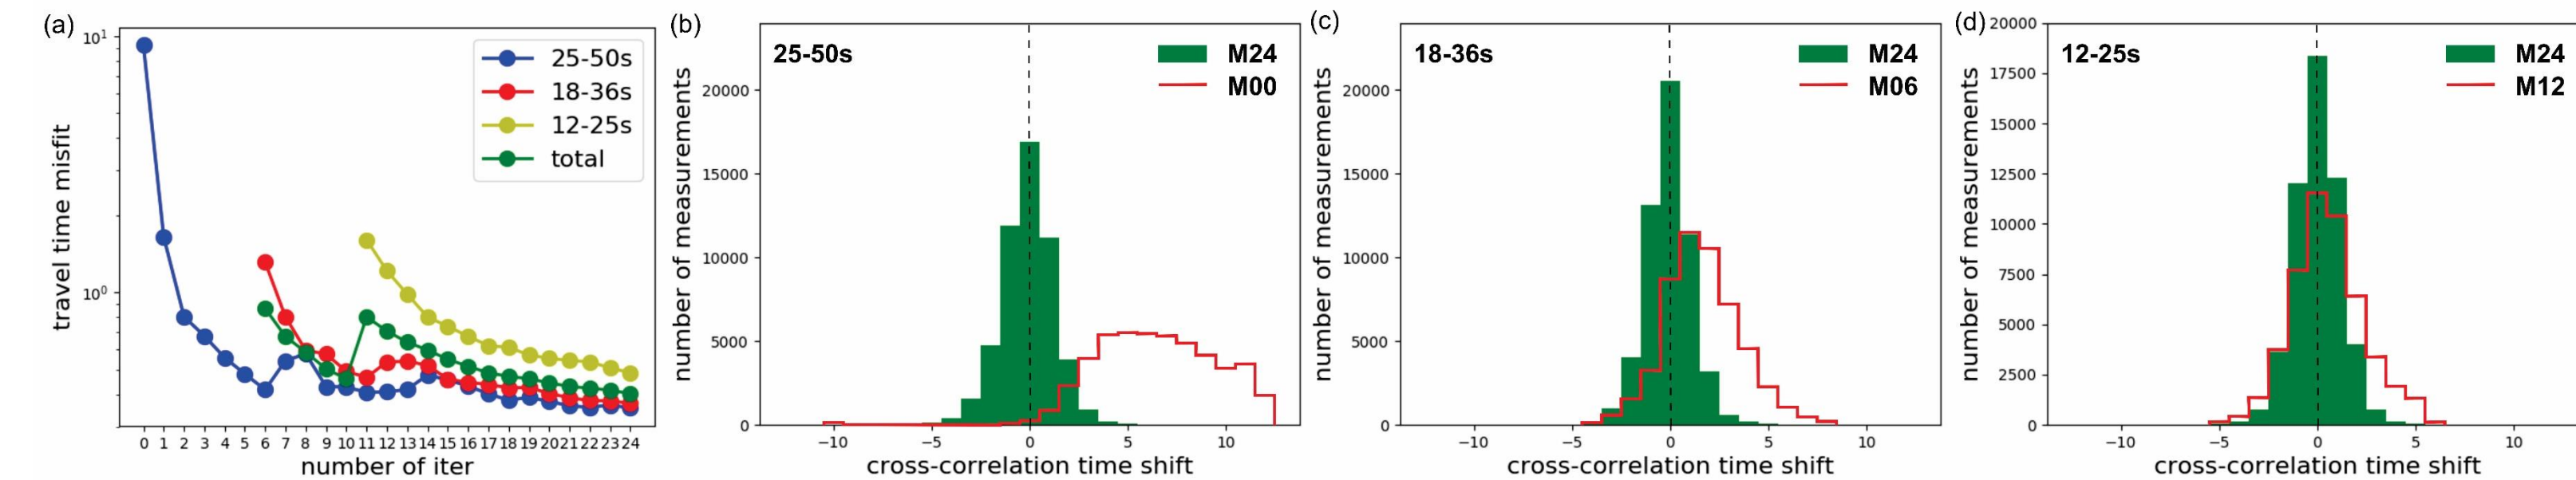 (a)
10¹
10⁰
travel time misfit
25-50s
18-36s
12-25s
total
0 1 2 3 4 5 6 7 8 9 10 11 12 13 14 15 16 17 18 19 20 21 22 23 24
number of iter
(b)
25-50s
M24
M00
number of measurements
20000
15000
10000
5000
0
−10 −5 0 5 10
cross-correlation time shift
(c)
18-36s
M24
M06
number of measurements
20000
15000
10000
5000
0
−10 −5 0 5 10
cross-correlation time shift
(d)
12-25s
M24
M12
number of measurements
20000
17500
15000
12500
10000
7500
5000
2500
0
−10 −5 0 5 10
cross-correlation time shift